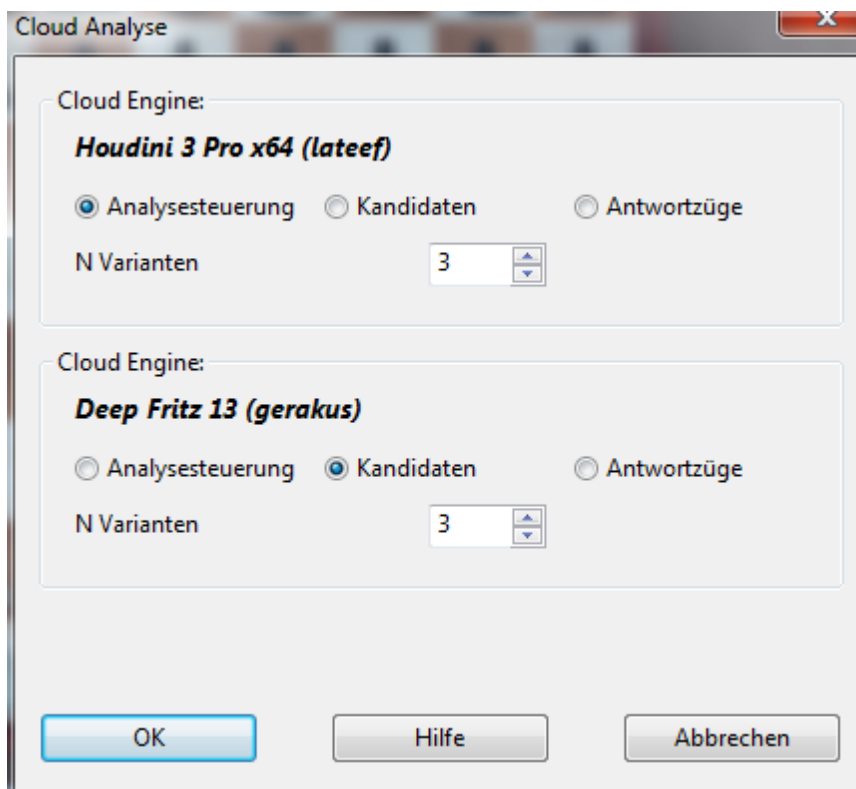 Cloud Analyse
Cloud Engine:
Houdini 3 Pro x64 (lateef)
Analysesteuerung Kandidaten Antwortzüge
N Varianten 3
Cloud Engine:
Deep Fritz 13 (gerakus)
Analysesteuerung Kandidaten Antwortzüge
N Varianten 3
OK Hilfe Abbrechen